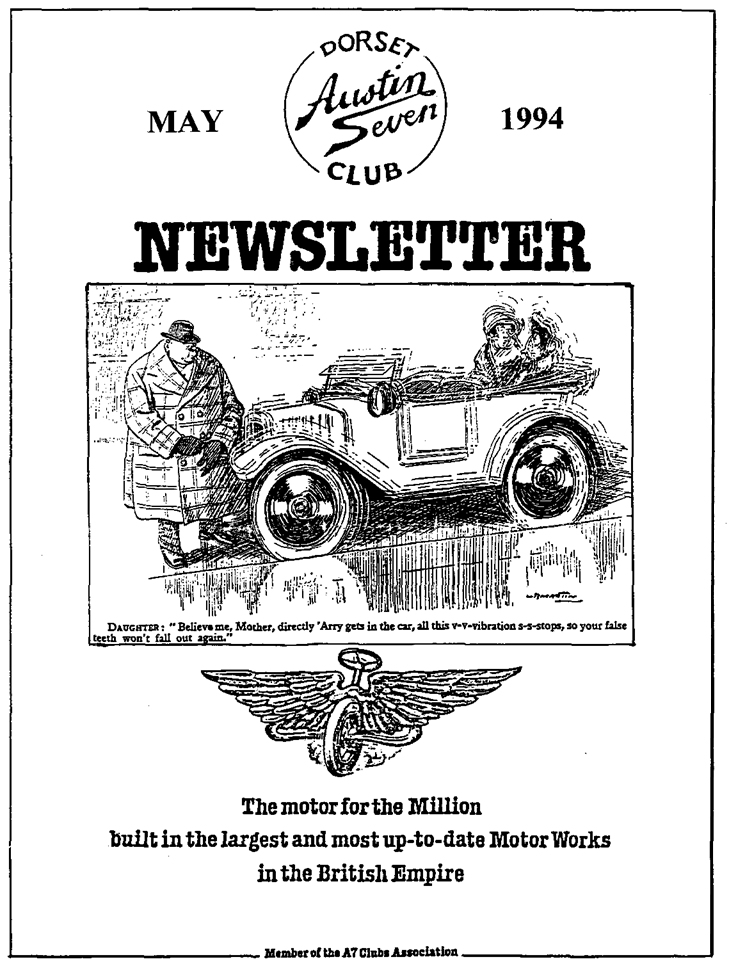 DORSET
MAY
Austin
Seven
1994
CLUB
NEWSLETTER
DAUGHTER: "Believe me, Mother, directly 'Arry gets in the car, all this v-v-vibration s-s-stops, so your false
teeth won't fall out again."
The motor for the Million
built in the largest and most up-to-date Motor Works
in the British Empire
Member of the A7 Clubs Association